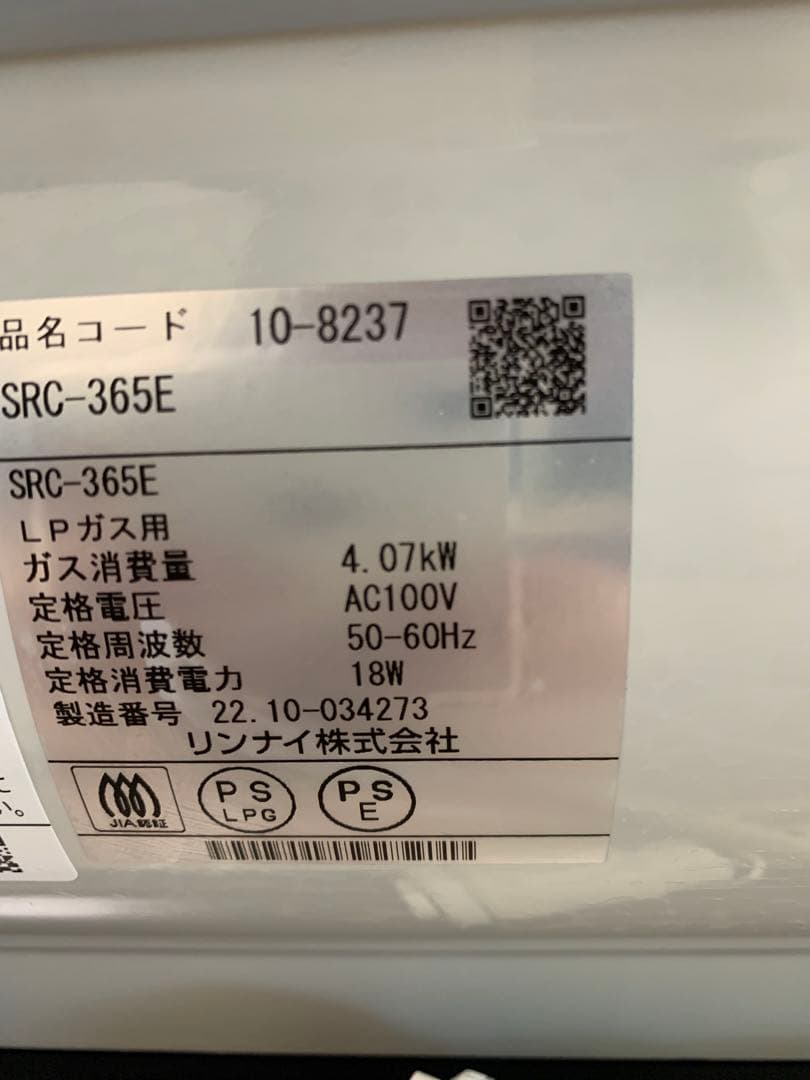 品名コード 10-8237
SRC-365E
SRC-365E
LPガス用
ガス消費量 4.07kW
定格電圧 AC100V
定格周波数 50-60Hz
定格消費電力 18W
製造番号 22.10-034273
リンナイ株式会社
JIA認証
PS LPG
PS E
に
い。